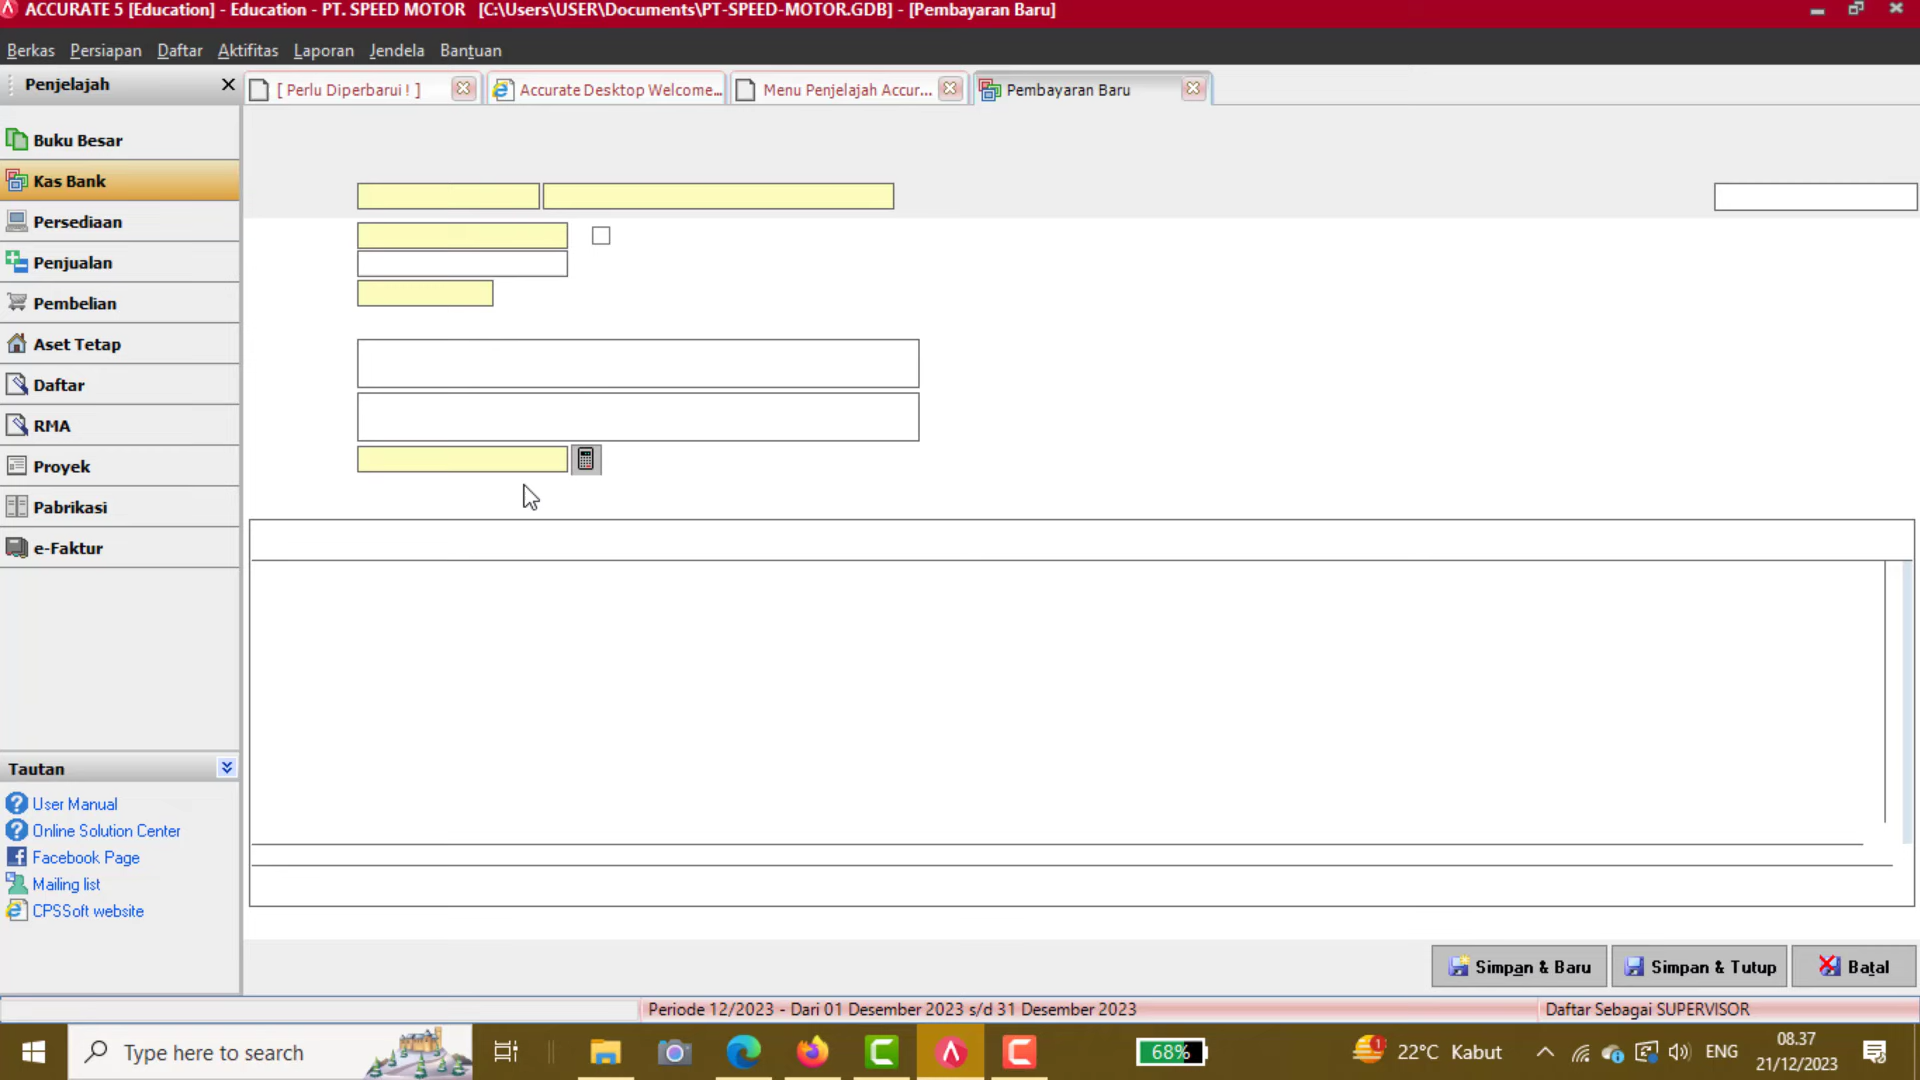 ACCURATE 5 [Education] - Education - PT. SPEED MOTOR [C:\Users\USER\Documents\PT-SPEED-MOTOR.GDB] - [Pembayaran Baru]
Berkas Persiapan Daftar Aktifitas Laporan Jendela Bantuan
Penjelajah
[ Perlu Diperbarui ! ]
Accurate Desktop Welcome...
Menu Penjelajah Accur...
Pembayaran Baru
Buku Besar
Kas Bank
Persediaan
Penjualan
Pembelian
Aset Tetap
Daftar
RMA
Proyek
Pabrikasi
e-Faktur
Tautan
User Manual
Online Solution Center
Facebook Page
Mailing list
CPSSoft website
Simpan & Baru
Simpan & Tutup
Batal
Periode 12/2023 - Dari 01 Desember 2023 s/d 31 Desember 2023
Daftar Sebagai SUPERVISOR
Type here to search
68%
1
22°C Kabut
ENG
08.37
21/12/2023